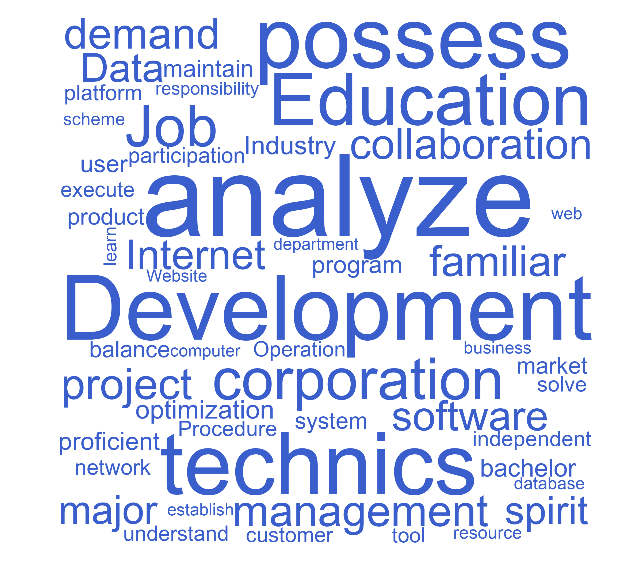 demand possess
Data maintain
platform responsibility Education
scheme Job
Industry collaboration
user participation
execute analyze
product web
learn Internet department
program familiar
Website
Development
balance computer Operation business
market
project corporation solve
optimization software
Procedure system
proficient technics independent
network bachelor
database
major establish management spirit
understand customer tool resource